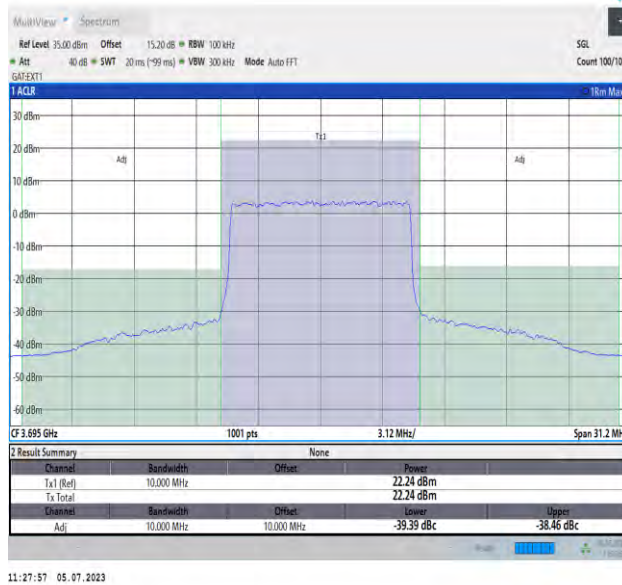 MultiView Spectrum
Ref Level 35.00 dBm Offset 15.20 dB RBW 100 kHz SGL
Att 40 dB SWT 20 ms (~99 ms) VBW 300 kHz Mode Auto FFT Count 100/10
GAT:EXT1
1 ACLR 1Rm Max
30 dBm
Tx1
20 dBm
Adj Adj
10 dBm
0 dBm
-10 dBm
-20 dBm
-30 dBm
-40 dBm
-50 dBm
-60 dBm
CF 3.695 GHz 1001 pts 3.12 MHz/ Span 31.2 MH
2 Result Summary None
Channel Bandwidth Offset Power
Tx1 (Ref) 10.000 MHz 22.24 dBm
Tx Total 22.24 dBm
Channel Bandwidth Offset Lower Upper
Adj 10.000 MHz 10.000 MHz -39.39 dBc -38.46 dBc
11:27:57 05.07.2023